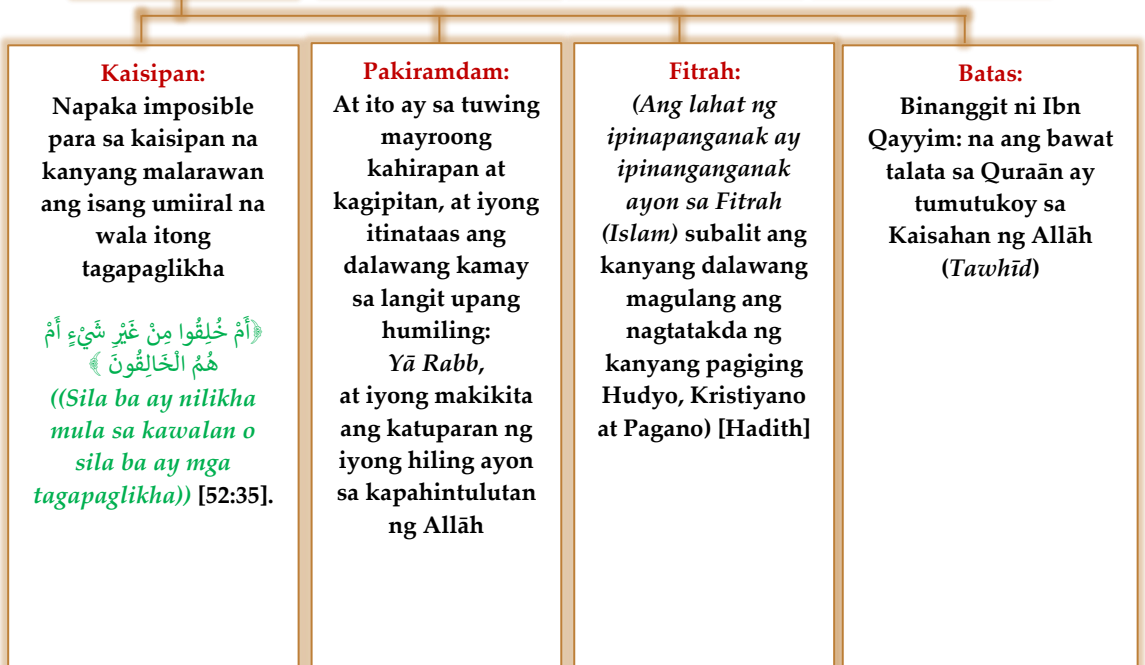 Kaisipan:
Napaka imposible
para sa kaisipan na
kanyang malarawan
ang isang umiiral na
wala itong
tagapaglikha
﴿أَمْ خُلِقُوا مِنْ غَيْرِ شَيْءٍ أَمْ
هُمُ الْخَالِقُونَ ﴾
((Sila ba ay nilikha
mula sa kawalan o
sila ba ay mga
tagapaglikha)) [52:35].
Pakiramdam:
At ito ay sa tuwing
mayroong
kahirapan at
kagipitan, at iyong
itinataas ang
dalawang kamay
sa langit upang
humiling:
Yā Rabb,
at iyong makikita
ang katuparan ng
iyong hiling ayon
sa kapahintulutan
ng Allāh
Fitrah:
(Ang lahat ng
ipinapanganak ay
ipinanganganak
ayon sa Fitrah
(Islam) subalit ang
kanyang dalawang
magulang ang
nagtatakda ng
kanyang pagiging
Hudyo, Kristiyano
at Pagano) [Hadith]
Batas:
Binanggit ni Ibn
Qayyim: na ang bawat
talata sa Quraān ay
tumutukoy sa
Kaisahan ng Allāh
(Tawhīd)